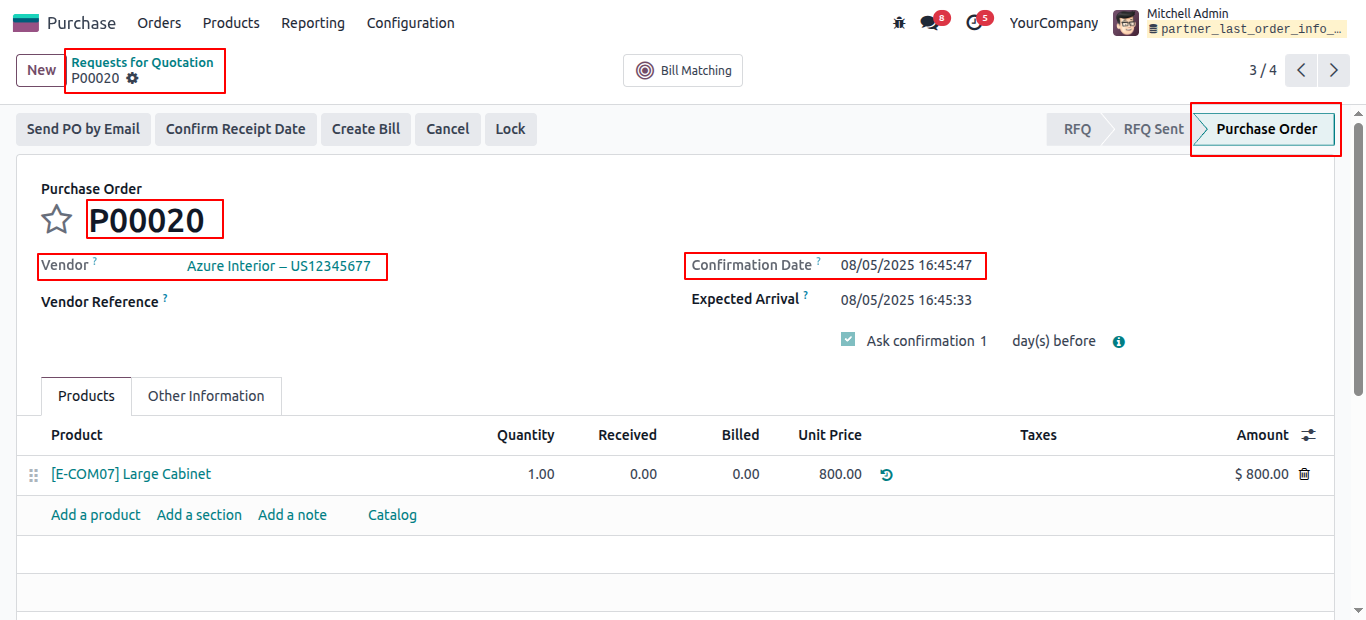 Purchase Orders Products Reporting Configuration 8 5 YourCompany Mitchell Admin
partner_last_order_info_…
New Requests for Quotation
P00020
Bill Matching 3 / 4
Send PO by Email Confirm Receipt Date Create Bill Cancel Lock RFQ RFQ Sent Purchase Order
Purchase Order
P00020
Vendor ? Azure Interior – US12345677 Confirmation Date ? 08/05/2025 16:45:47
Vendor Reference ? Expected Arrival ? 08/05/2025 16:45:33
Ask confirmation 1 day(s) before
Products Other Information
Product Quantity Received Billed Unit Price Taxes Amount
[E-COM07] Large Cabinet 1.00 0.00 0.00 800.00 $ 800.00
Add a product Add a section Add a note Catalog